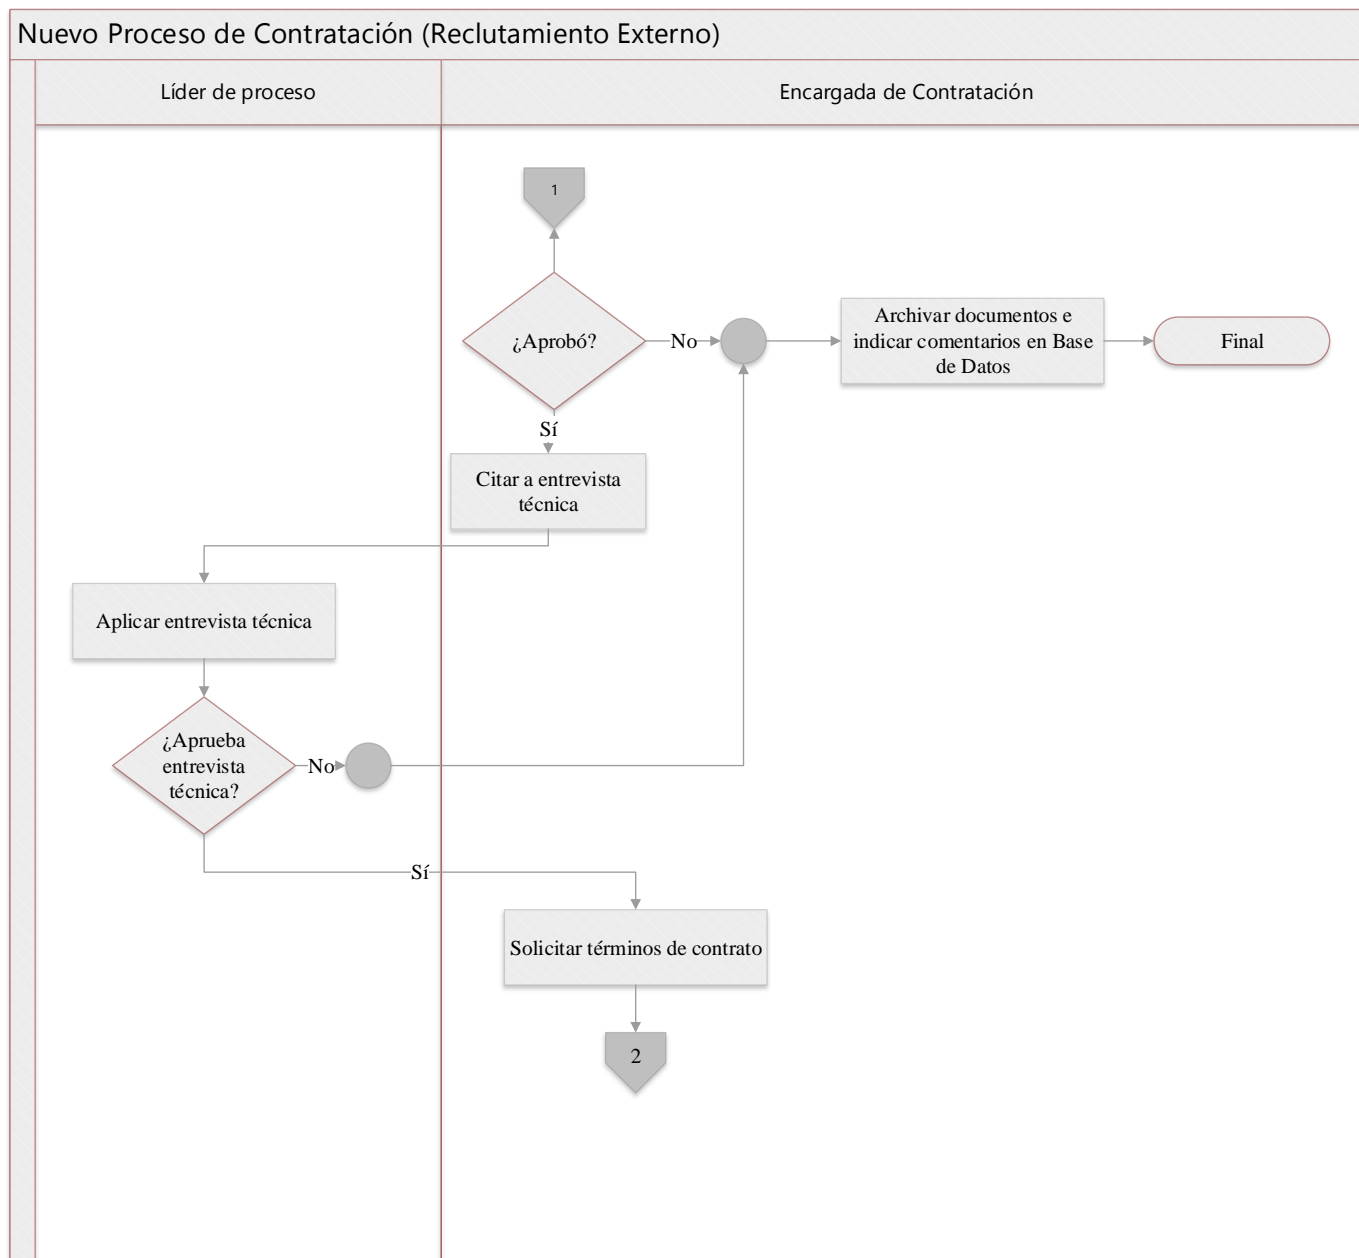 Nuevo Proceso de Contratación (Reclutamiento Externo)
Líder de proceso
Encargada de Contratación
1
¿Aprobó?
No
Archivar documentos e
indicar comentarios en Base
de Datos
Final
Sí
Citar a entrevista
técnica
Aplicar entrevista técnica
¿Aprueba
entrevista
técnica?
No
Sí
Solicitar términos de contrato
2